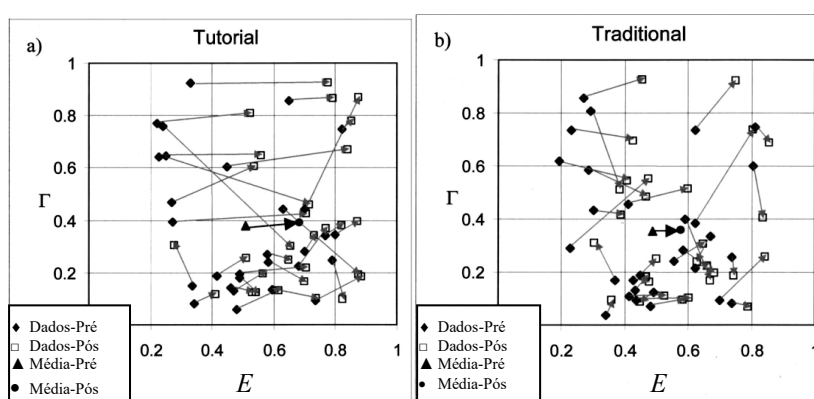 a)
Tutorial
1
0.8
0.6
Γ
0.4
0.2
0.2
0.4
0.6
0.8
1
E
◆ Dados-Pré
□ Dados-Pós
▲ Média-Pré
● Média-Pós
b)
Traditional
1
0.8
0.6
Γ
0.4
0.2
0.2
0.4
0.6
0.8
1
E
◆ Dados-Pré
□ Dados-Pós
▲ Média-Pré
● Média-Pós